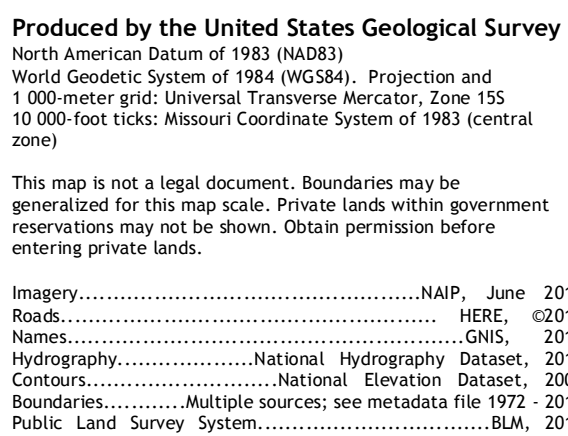 Produced by the United States Geological Survey
North American Datum of 1983 (NAD83)
World Geodetic System of 1984 (WGS84). Projection and
1 000-meter grid: Universal Transverse Mercator, Zone 15S
10 000-foot ticks: Missouri Coordinate System of 1983 (central
zone)
This map is not a legal document. Boundaries may be
generalized for this map scale. Private lands within government
reservations may not be shown. Obtain permission before
entering private lands.
Imagery.................................................NAIP, June
Roads...................................................... HERE,
Names.........................................................GNIS,
Hydrography....................National Hydrography Dataset,
Contours............................National Elevation Dataset,
Boundaries............Multiple sources; see metadata file 1972 -
Public Land Survey System..................................BLM,